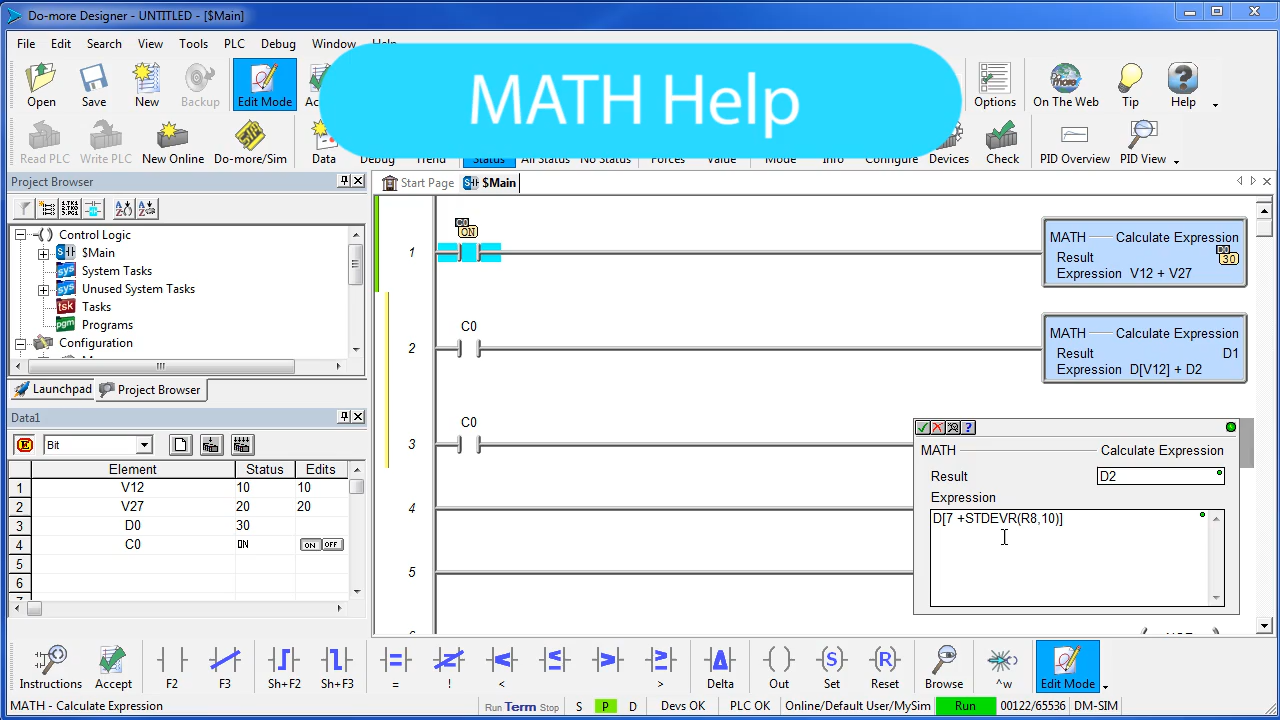 Do-more Designer - UNTITLED - [$Main]
File Edit Search View Tools PLC Debug Window Help
MATH Help
Open Save New Backup Edit Mode Options On The Web Tip Help
Read PLC Write PLC New Online Do-more/Sim Data Debug Trend Status All Status No Status Forces Value Mode Info Configure Devices Check PID Overview PID View
Project Browser
Start Page $Main
Control Logic
$Main
System Tasks
Unused System Tasks
Tasks
Programs
Configuration
Launchpad Project Browser
Data1
Bit
Element Status Edits
1 V12 10 10
2 V27 20 20
3 D0 30
4 C0 ON ON OFF
5
6
C0
ON
1
MATH Calculate Expression
Result D0
30
Expression V12 + V27
C0
2
MATH Calculate Expression
Result D1
Expression D[V12] + D2
C0
3
4
5
MATH Calculate Expression
Result D2
Expression
D[7 +STDEVR(R8,10)]
Instructions Accept F2 F3 Sh+F2 Sh+F3 = ! < > Delta Out Set Reset Browse ^w Edit Mode
MATH - Calculate Expression Run Term Stop S P D Devs OK PLC OK Online/Default User/MySim Run 00122/65536 DM-SIM